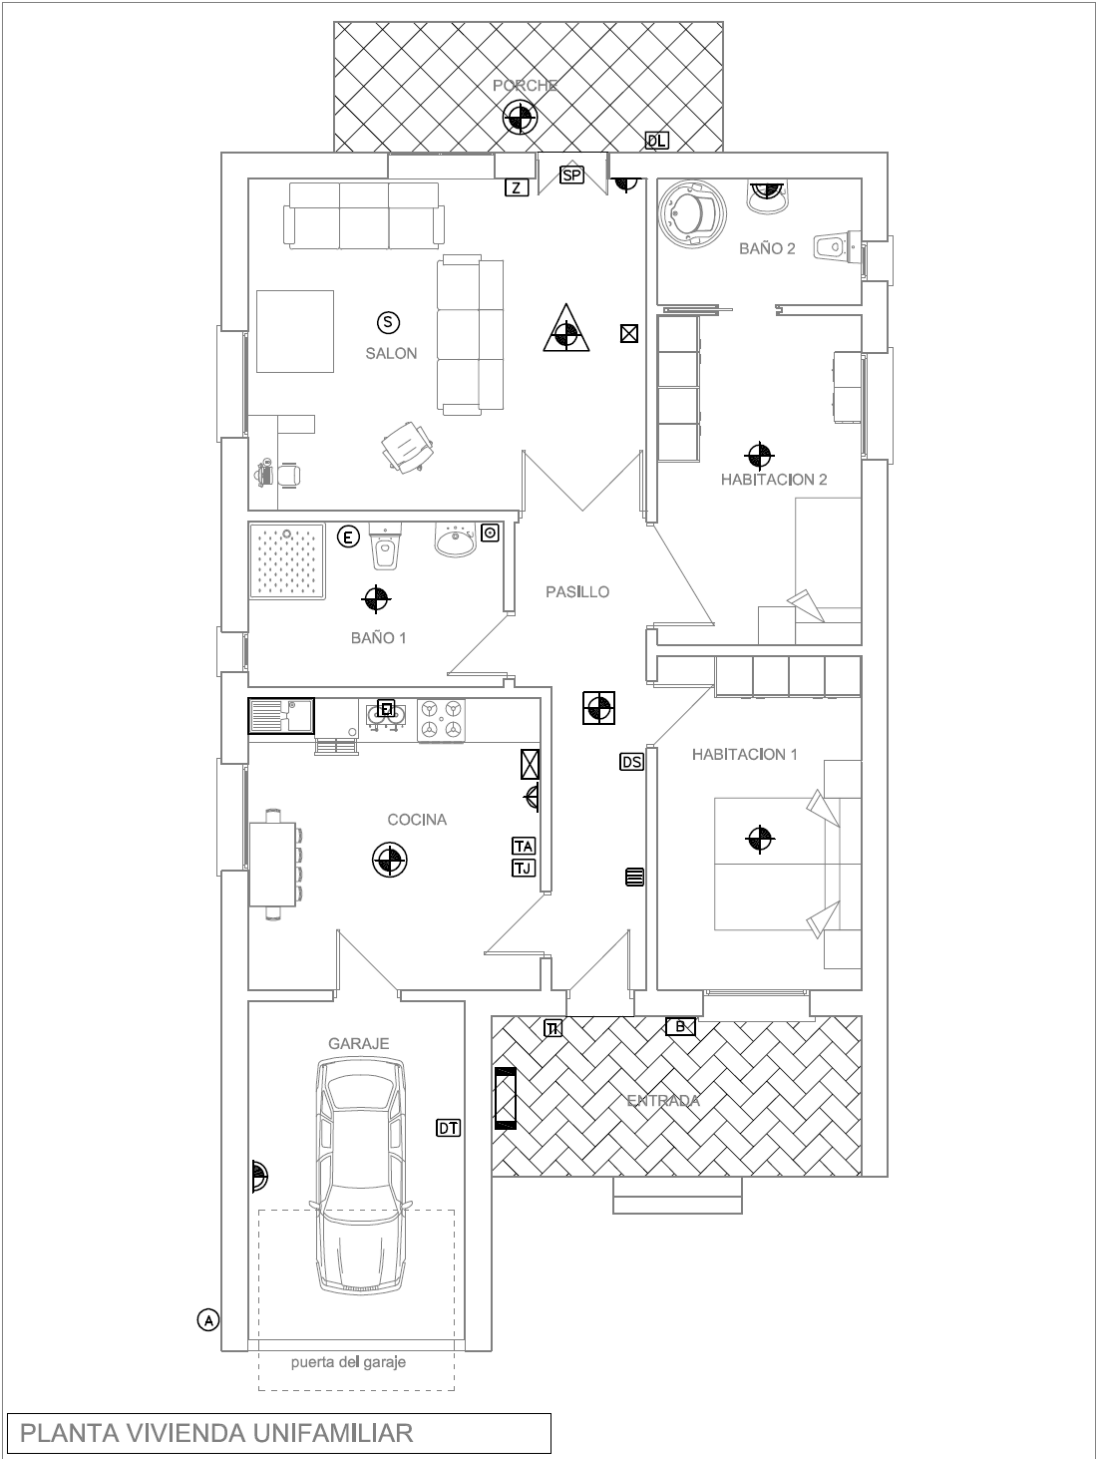 PORCHE
DL
Z
SP
BAÑO 2
S
SALON
HABITACION 2
E
PASILLO
BAÑO 1
HABITACION 1
DS
COCINA
TA
TJ
GARAJE
B
ENTRADA
DT
A
puerta del garaje
PLANTA VIVIENDA UNIFAMILIAR